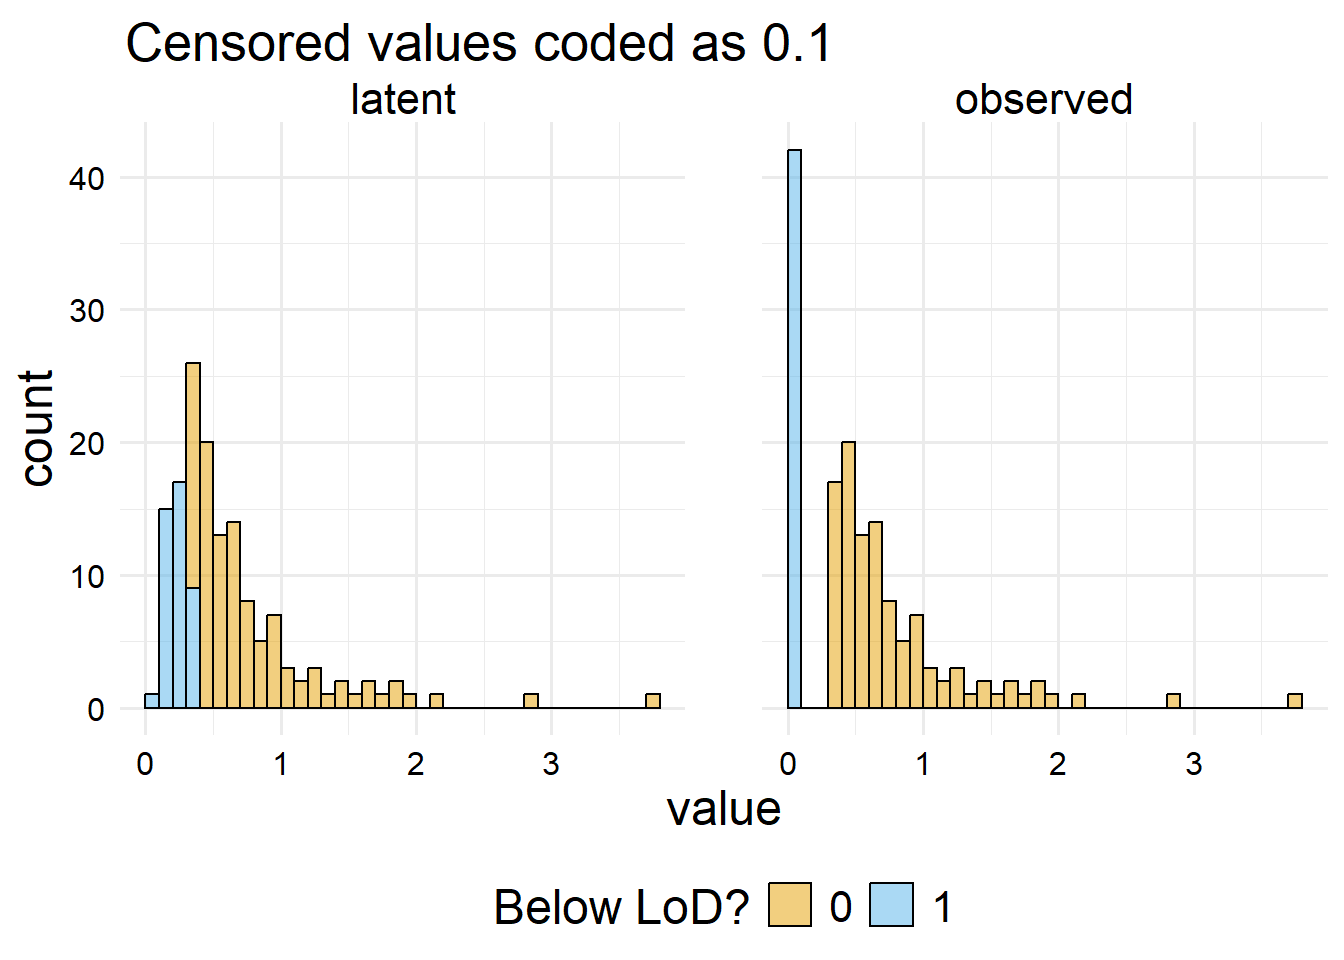 Censored values coded as 0.1
latent
observed
40
30
20
10
0
count
0 1 2 3
0 1 2 3
value
Below LoD? 0 1